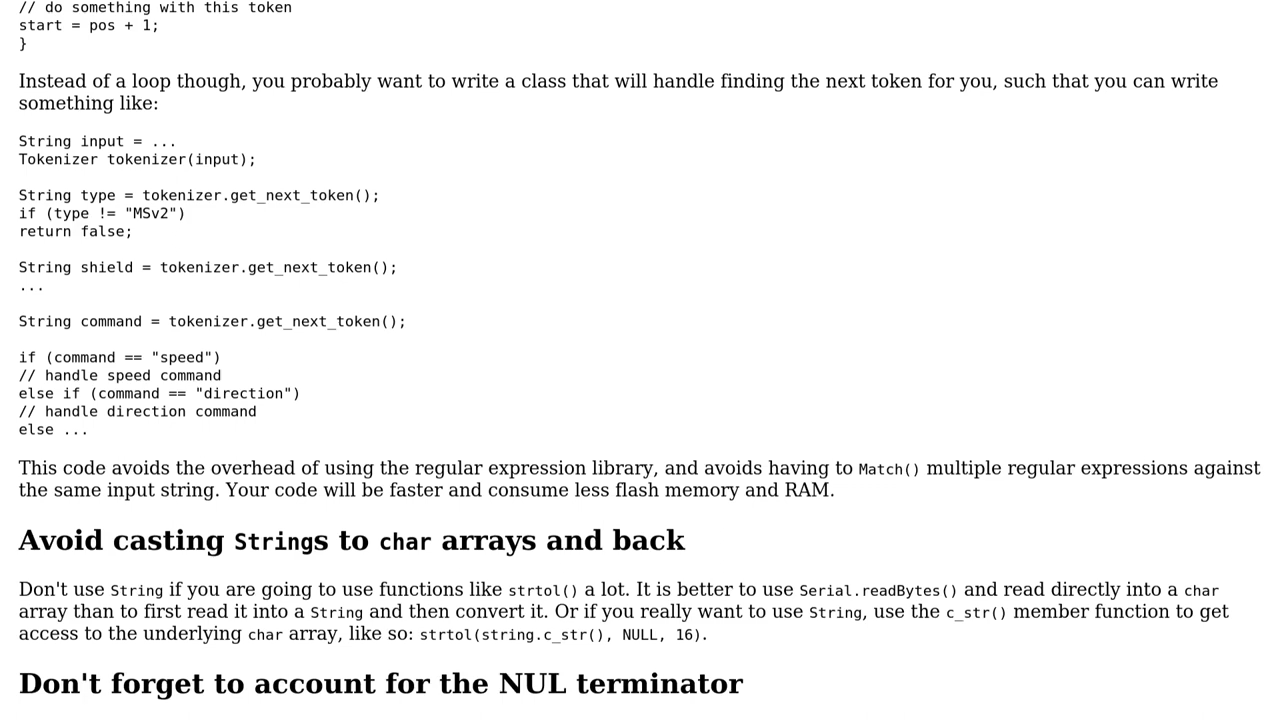 // do something with this token
start = pos + 1;
}
Instead of a loop though, you probably want to write a class that will handle finding the next token for you, such that you can write
something like:
String input = ...
Tokenizer tokenizer(input);
String type = tokenizer.get_next_token();
if (type != "MSv2")
return false;
String shield = tokenizer.get_next_token();
...
String command = tokenizer.get_next_token();
if (command == "speed")
// handle speed command
else if (command == "direction")
// handle direction command
else ...
This code avoids the overhead of using the regular expression library, and avoids having to Match() multiple regular expressions against
the same input string. Your code will be faster and consume less flash memory and RAM.
Avoid casting Strings to char arrays and back
Don't use String if you are going to use functions like strtol() a lot. It is better to use Serial.readBytes() and read directly into a char
array than to first read it into a String and then convert it. Or if you really want to use String, use the c_str() member function to get
access to the underlying char array, like so: strtol(string.c_str(), NULL, 16).
Don't forget to account for the NUL terminator